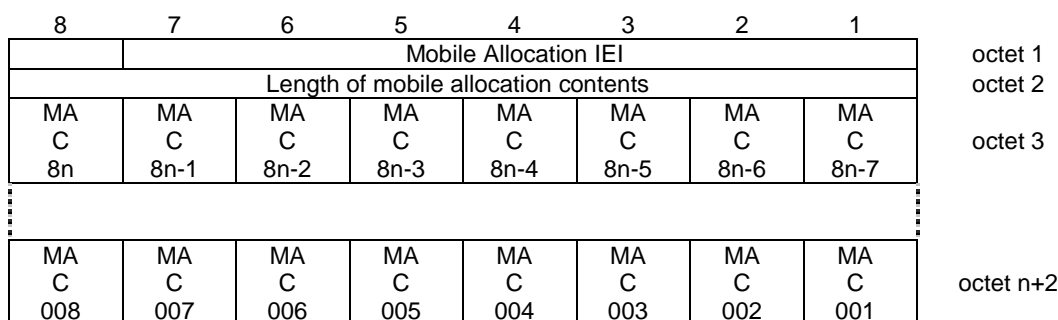 8 7 6 5 4 3 2 1
Mobile Allocation IEI octet 1
Length of mobile allocation contents octet 2
MA MA MA MA MA MA MA MA
C C C C C C C C octet 3
8n 8n-1 8n-2 8n-3 8n-4 8n-5 8n-6 8n-7
MA MA MA MA MA MA MA MA
C C C C C C C C octet n+2
008 007 006 005 004 003 002 001